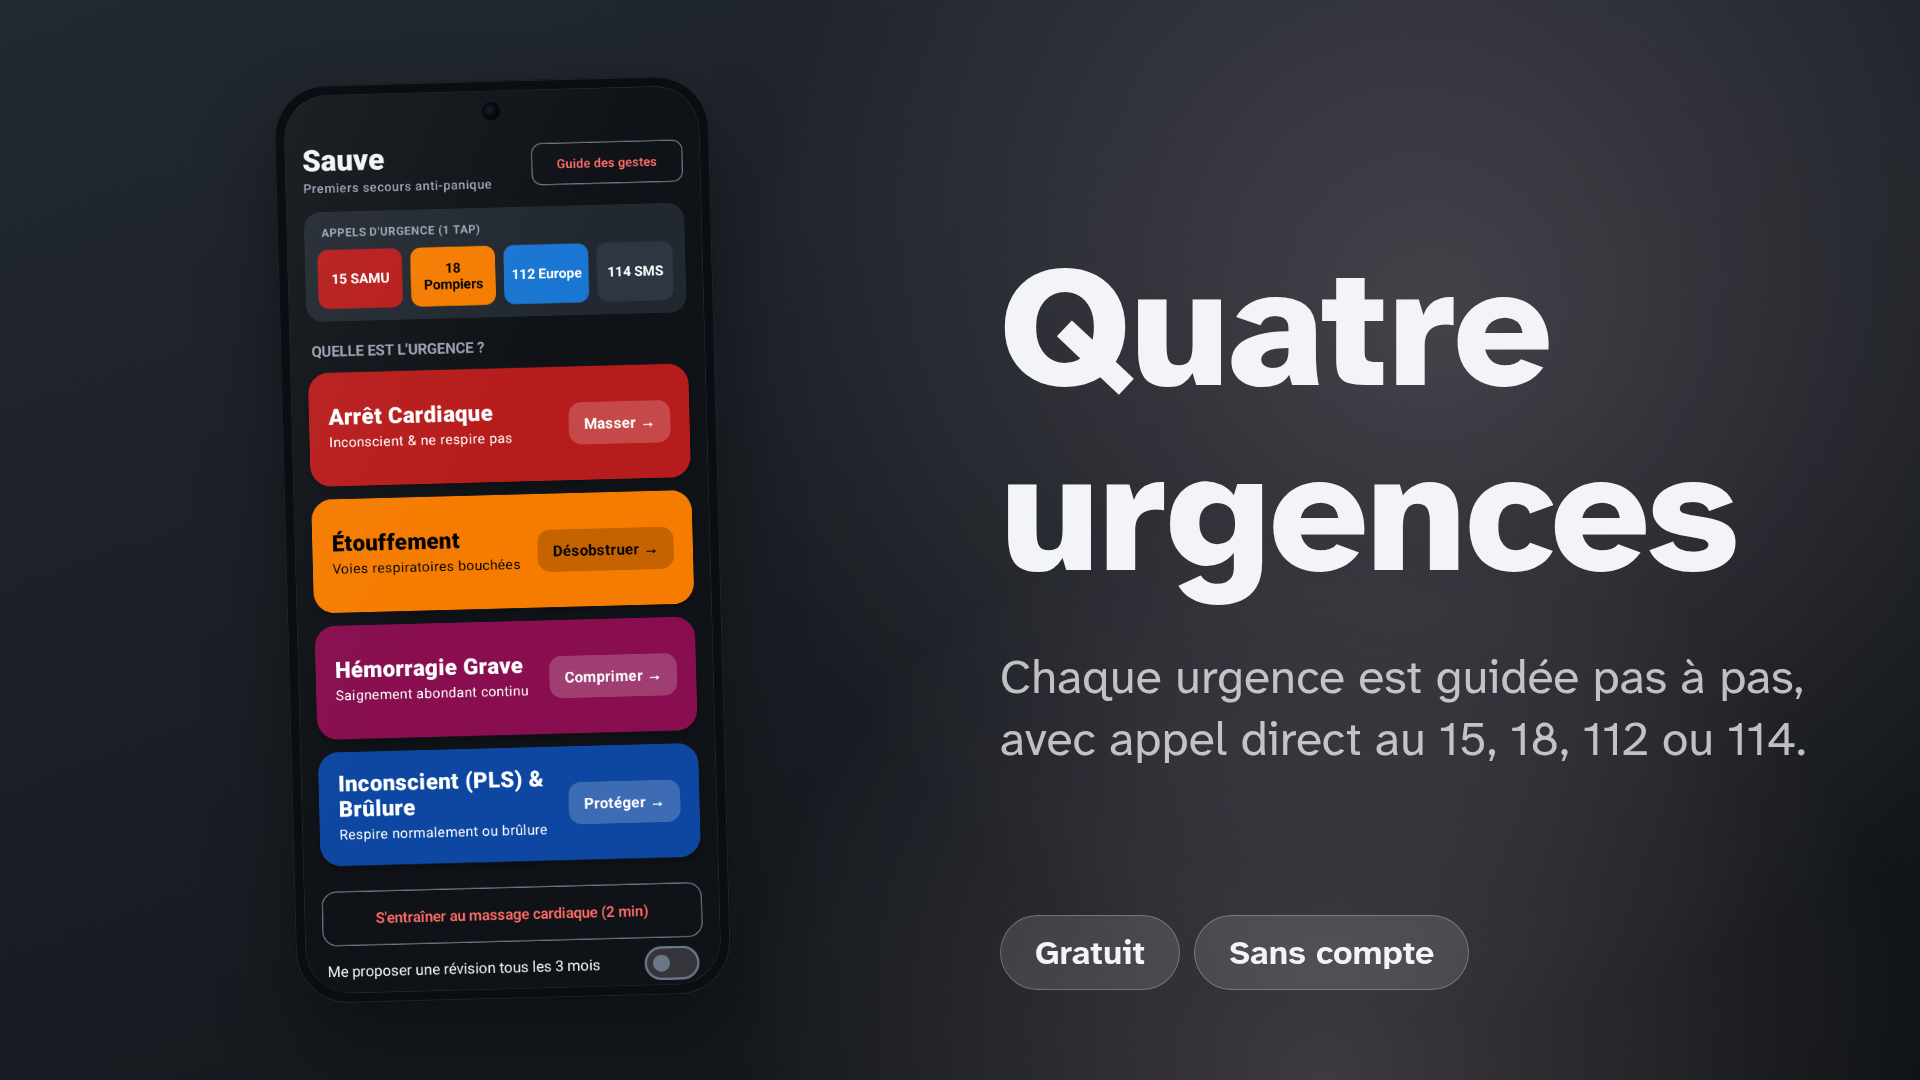 Sauve
Premiers secours anti-panique
Guide des gestes
APPELS D'URGENCE (1 TAP)
15 SAMU
18
Pompiers
112 Europe
114 SMS
QUELLE EST L'URGENCE ?
Arrêt Cardiaque
Inconscient & ne respire pas
Masser →
Étouffement
Voies respiratoires bouchées
Désobstruer →
Hémorragie Grave
Saignement abondant continu
Comprimer →
Inconscient (PLS) &
Brûlure
Respire normalement ou brûlure
Protéger →
S'entraîner au massage cardiaque (2 min)
Me proposer une révision tous les 3 mois
Quatre
urgences
Chaque urgence est guidée pas à pas,
avec appel direct au 15, 18, 112 ou 114.
Gratuit
Sans compte